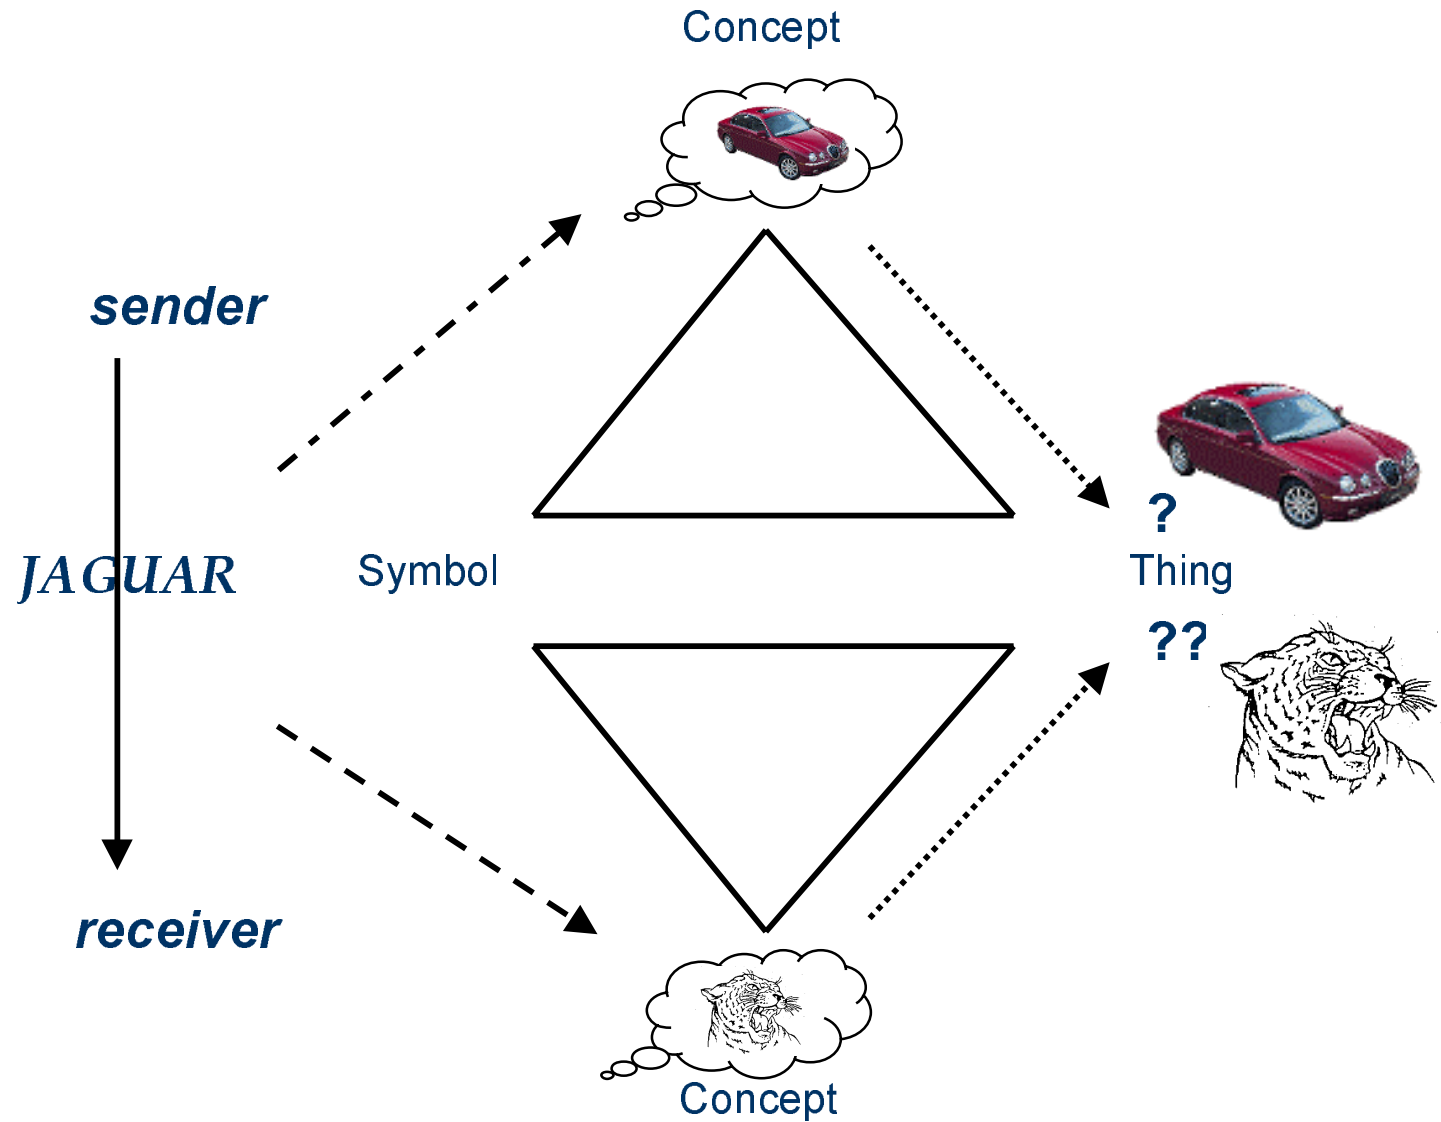 Concept
sender
?
JAGUAR
Symbol
Thing
??
receiver
Concept